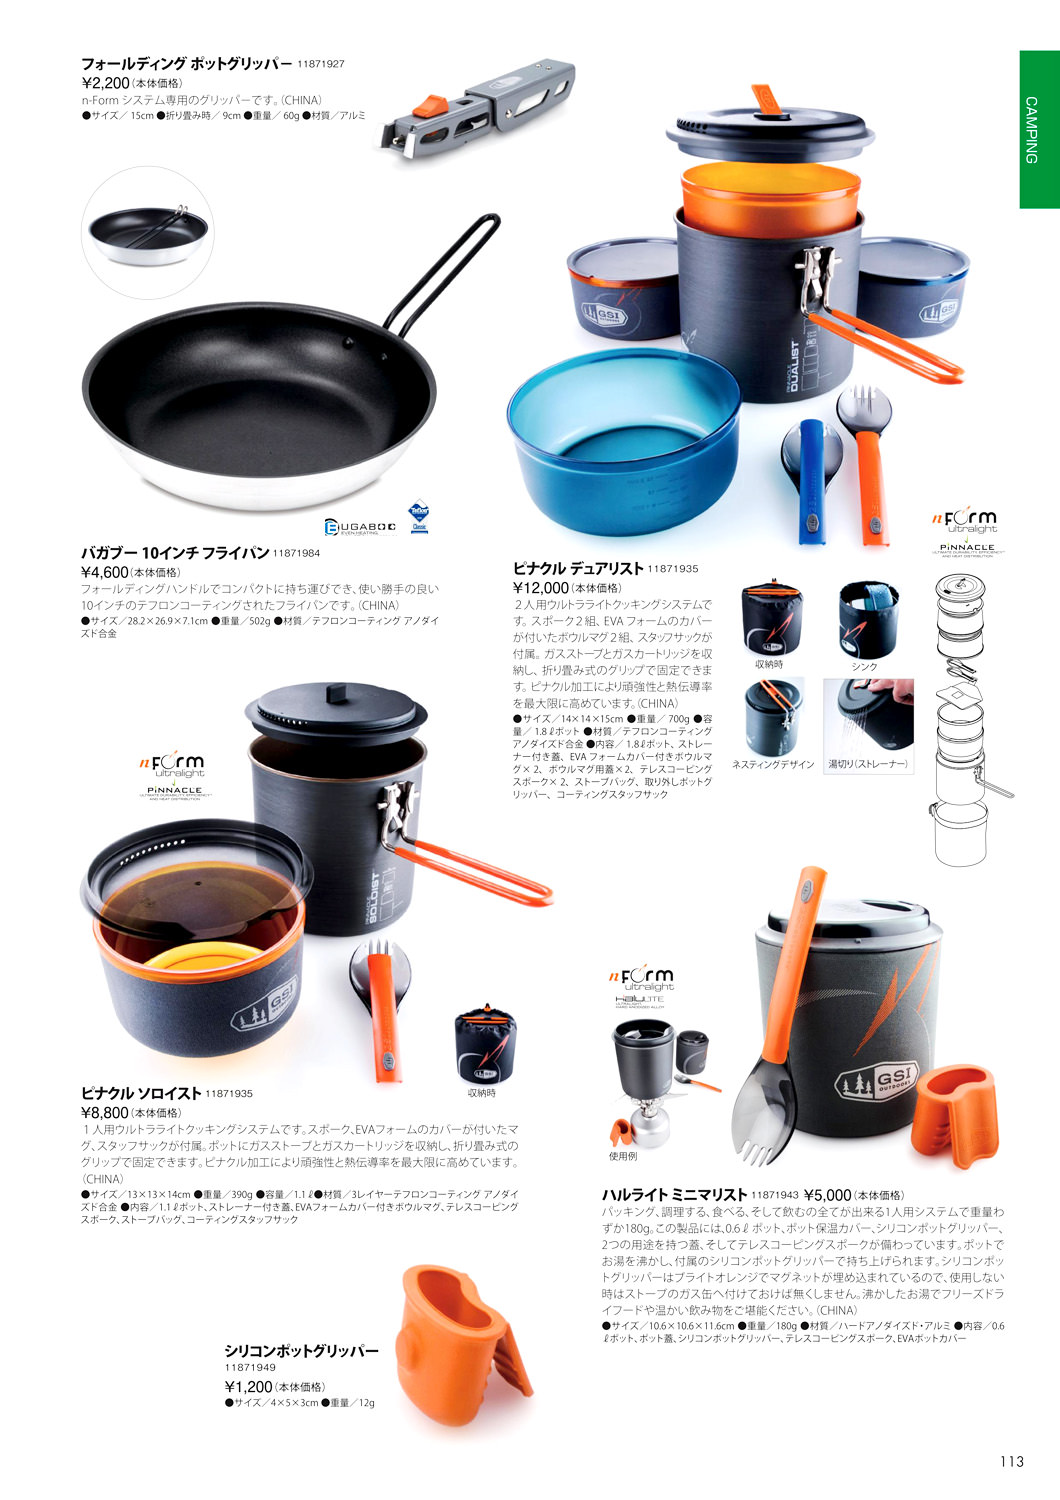 フォールディング ポットグリッパー 11871927
¥2,200(本体価格)
n-Form システム専用のグリッパーです。(CHINA)
●サイズ／ 15cm ●折り畳み時／ 9cm ●重量／ 60g ●材質／アルミ
CAMPING
BUGABOO
EVEN-HEATING
Teflon
Classic
バガブー 10インチ フライパン 11871984
¥4,600(本体価格)
フォールディングハンドルでコンパクトに持ち運びでき、使い勝手の良い
10インチのテフロンコーティングされたフライパンです。(CHINA)
●サイズ／28.2×26.9×7.1cm ●重量／502g ●材質／テフロンコーティング アノダイ
ズド合金
GSI
GSI
PINNACLE
DUALIST
nForm
ultralight
PiNNACLE
ULTIMATE DURABILITY, EFFICIENCY
AND HEAT DISTRIBUTION
ピナクル デュアリスト 11871935
¥12,000(本体価格)
２人用ウルトラライトクッキングシステムで
す。スポーク２組、EVA フォームのカバー
が付いたボウルマグ２組、スタッフサックが
付属。ガスストーブとガスカートリッジを収
納し、折り畳み式のグリップで固定できま
す。ピナクル加工により頑強性と熱伝導率
を最大限に高めています。(CHINA)
●サイズ／14×14×15cm ●重量／ 700g ●容
量／ 1.8ℓポット ●材質／テフロンコーティング
アノダイズド合金 ●内容／ 1.8ℓポット、ストレー
ナー付き蓋、EVA フォームカバー付きボウルマ
グ× 2、ボウルマグ用蓋×2、テレスコーピング
スポーク× 2、ストーブバッグ、取り外しポットグ
リッパー、コーティングスタッフサック
収納時
シンク
ネスティングデザイン
湯切り（ストレーナー）
nForm
ultralight
PiNNACLE
ULTIMATE DURABILITY, EFFICIENCY
AND HEAT DISTRIBUTION
PINNACLE
SOLOIST
GSI
OUTDOORS
収納時
ピナクル ソロイスト 11871935
¥8,800(本体価格)
１人用ウルトラライトクッキングシステムです。スポーク、EVAフォームのカバーが付いたマ
グ、スタッフサックが付属。ポットにガスストーブとガスカートリッジを収納し、折り畳み式の
グリップで固定できます。ピナクル加工により頑強性と熱伝導率を最大限に高めています。
(CHINA)
●サイズ／13×13×14cm ●重量／390g ●容量／1.1ℓ●材質／3レイヤーテフロンコーティング アノダイ
ズド合金 ●内容／1.1ℓポット、ストレーナー付き蓋、EVAフォームカバー付きボウルマグ、テレスコーピング
スポーク、ストーブバッグ、コーティングスタッフサック
nForm
ultralight
HaluLITE
ULTRALIGHT
HARD ANODIZED ALLOY
GSI
OUTDOORS
使用例
ハルライト ミニマリスト 11871943 ¥5,000(本体価格)
パッキング、調理する、食べる、そして飲むの全てが出来る1人用システムで重量わ
ずか180g。この製品には、0.6ℓポット、ポット保温カバー、シリコンポットグリッパー、
2つの用途を持つ蓋、そしてテレスコーピングスポークが備わっています。ポットで
お湯を沸かし、付属のシリコンポットグリッパーで持ち上げられます。シリコンポッ
トグリッパーはブライトオレンジでマグネットが埋め込まれているので、使用しない
時はストーブのガス缶へ付けておけば無くしません。沸かしたお湯でフリーズドラ
イフードや温かい飲み物をご堪能ください。(CHINA)
●サイズ／10.6×10.6×11.6cm ●重量／180g ●材質／ハードアノダイズド・アルミ ●内容／0.6
ℓポット、ポット蓋、シリコンポットグリッパー、テレスコーピングスポーク、EVAポットカバー
シリコンポットグリッパー
11871949
¥1,200(本体価格)
●サイズ／4×5×3cm ●重量／12g
113